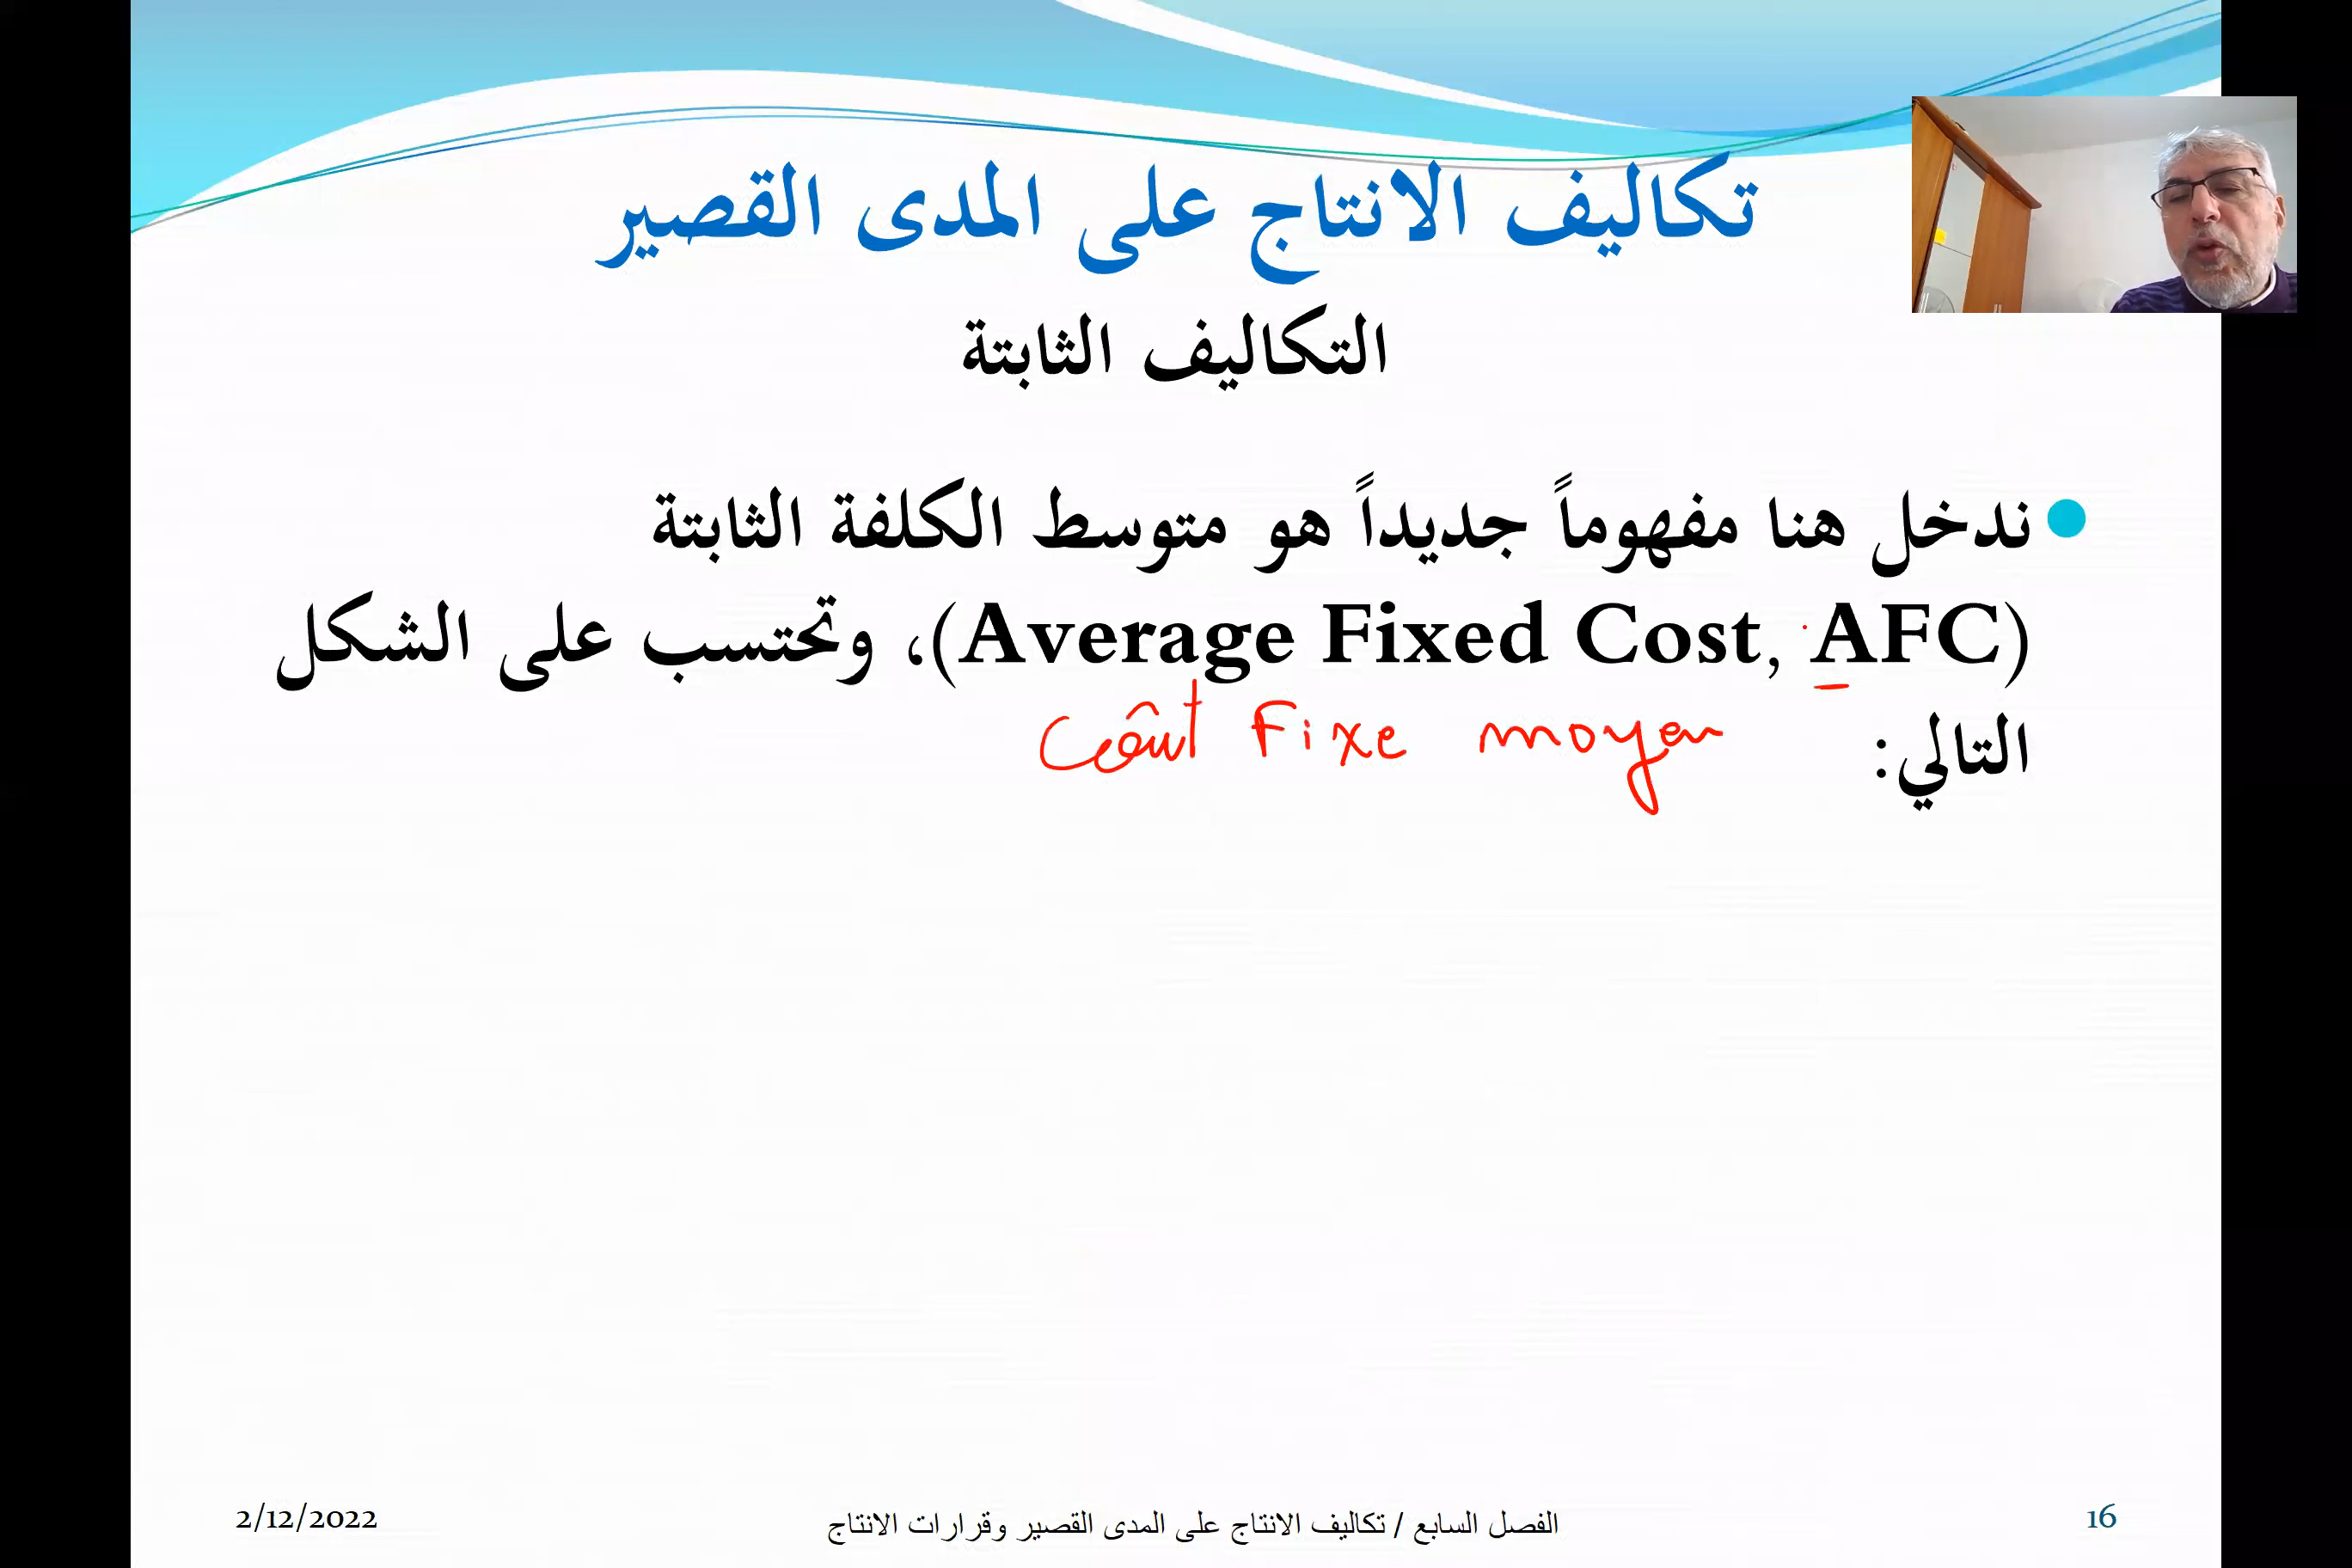 تكاليف الانتاج على المدى القصير
التكاليف الثابتة
ندخل هنا مفهوماً جديداً هو متوسط الكلفة الثابتة
(Average Fixed Cost, AFC)، وتحتسب على الشكل
coût Fixe moyen
التالي:
2/12/2022
الفصل السابع / تكاليف الانتاج على المدى القصير وقرارات الانتاج
16